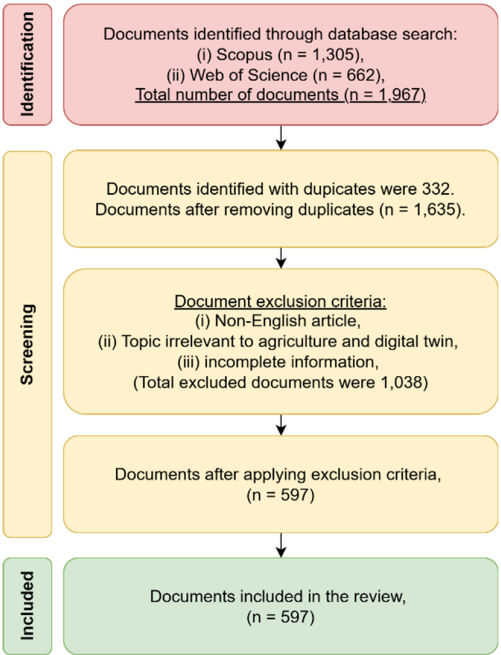 Identification
Documents identified through database search:
(i) Scopus (n = 1,305),
(ii) Web of Science (n = 662),
Total number of documents (n = 1,967)
Screening
Documents identified with dupicates were 332.
Documents after removing duplicates (n = 1,635).
Document exclusion criteria:
(i) Non-English article,
(ii) Topic irrelevant to agriculture and digital twin,
(iii) incomplete information,
(Total excluded documents were 1,038)
Documents after applying exclusion criteria,
(n = 597)
Included
Documents included in the review,
(n = 597)